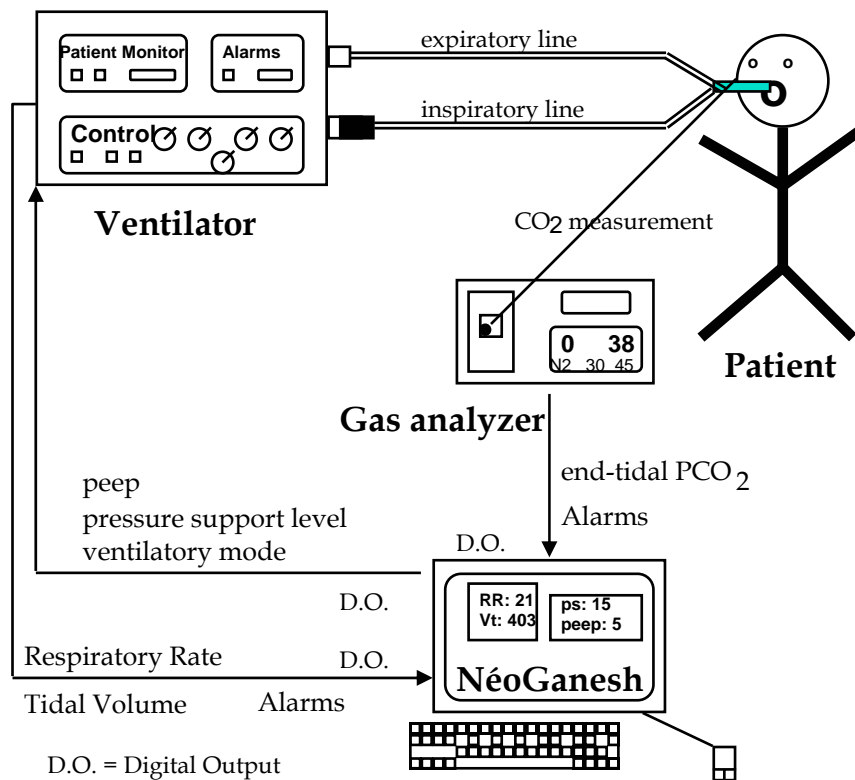 Patient Monitor
Alarms
expiratory line
Control
inspiratory line
Ventilator
CO2 measurement
0 38
N2 30 45
Patient
Gas analyzer
end-tidal PCO2
Alarms
peep
pressure support level
ventilatory mode
D.O.
D.O.
RR: 21
Vt: 403
ps: 15
peep: 5
Respiratory Rate
D.O.
NéoGanesh
Tidal Volume
Alarms
D.O. = Digital Output